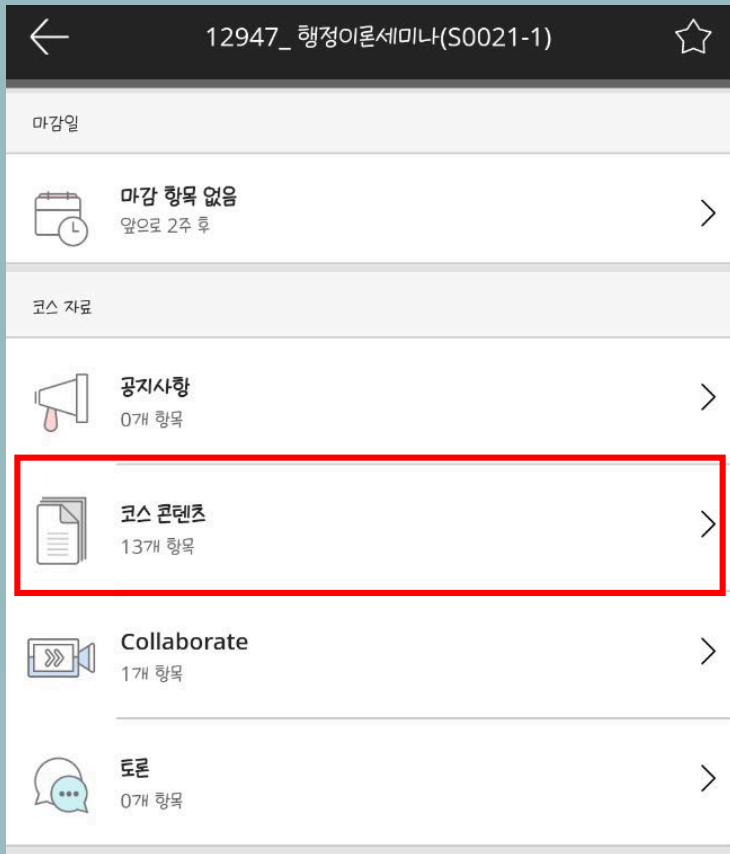 12947_ 행정이론세미나(S0021-1)
마감일
마감 항목 없음
앞으로 2주 후
코스 자료
공지사항
0개 항목
코스 콘텐츠
13개 항목
Collaborate
1개 항목
토론
0개 항목